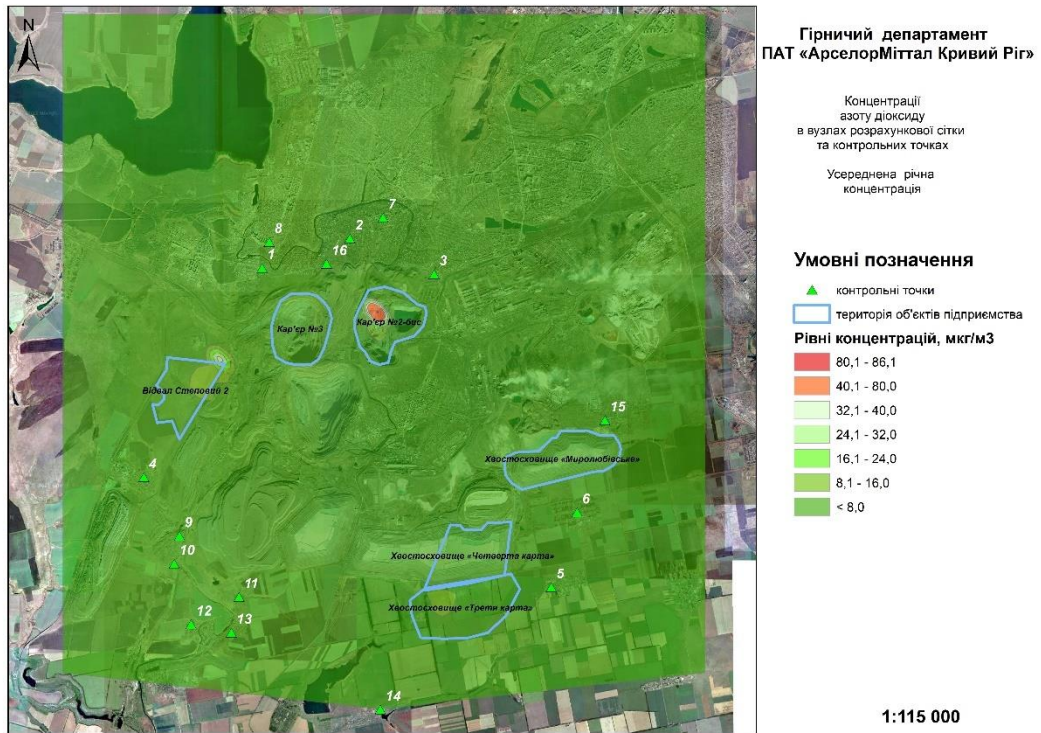 Гірничий департамент
ПАТ «АрселорМіттал Кривий Ріг»
Концентрації
азоту діоксиду
в вузлах розрахункової сітки
та контрольних точках
Усереднена річна
концентрація
N
7
2
8
16
1
3
Кар'єр №3
Кар'єр №2-біс
Відвал Степовий 2
15
Хвостосховище «Миролюбівське»
4
6
9
Хвостосховище «Четверта карта»
10
5
11
Хвостосховище «Третя карта»
12
13
14
Умовні позначення
контрольні точки
територія об'єктів підприємства
Рівні концентрацій, мкг/м3
80,1 - 86,1
40,1 - 80,0
32,1 - 40,0
24,1 - 32,0
16,1 - 24,0
8,1 - 16,0
< 8,0
1:115 000